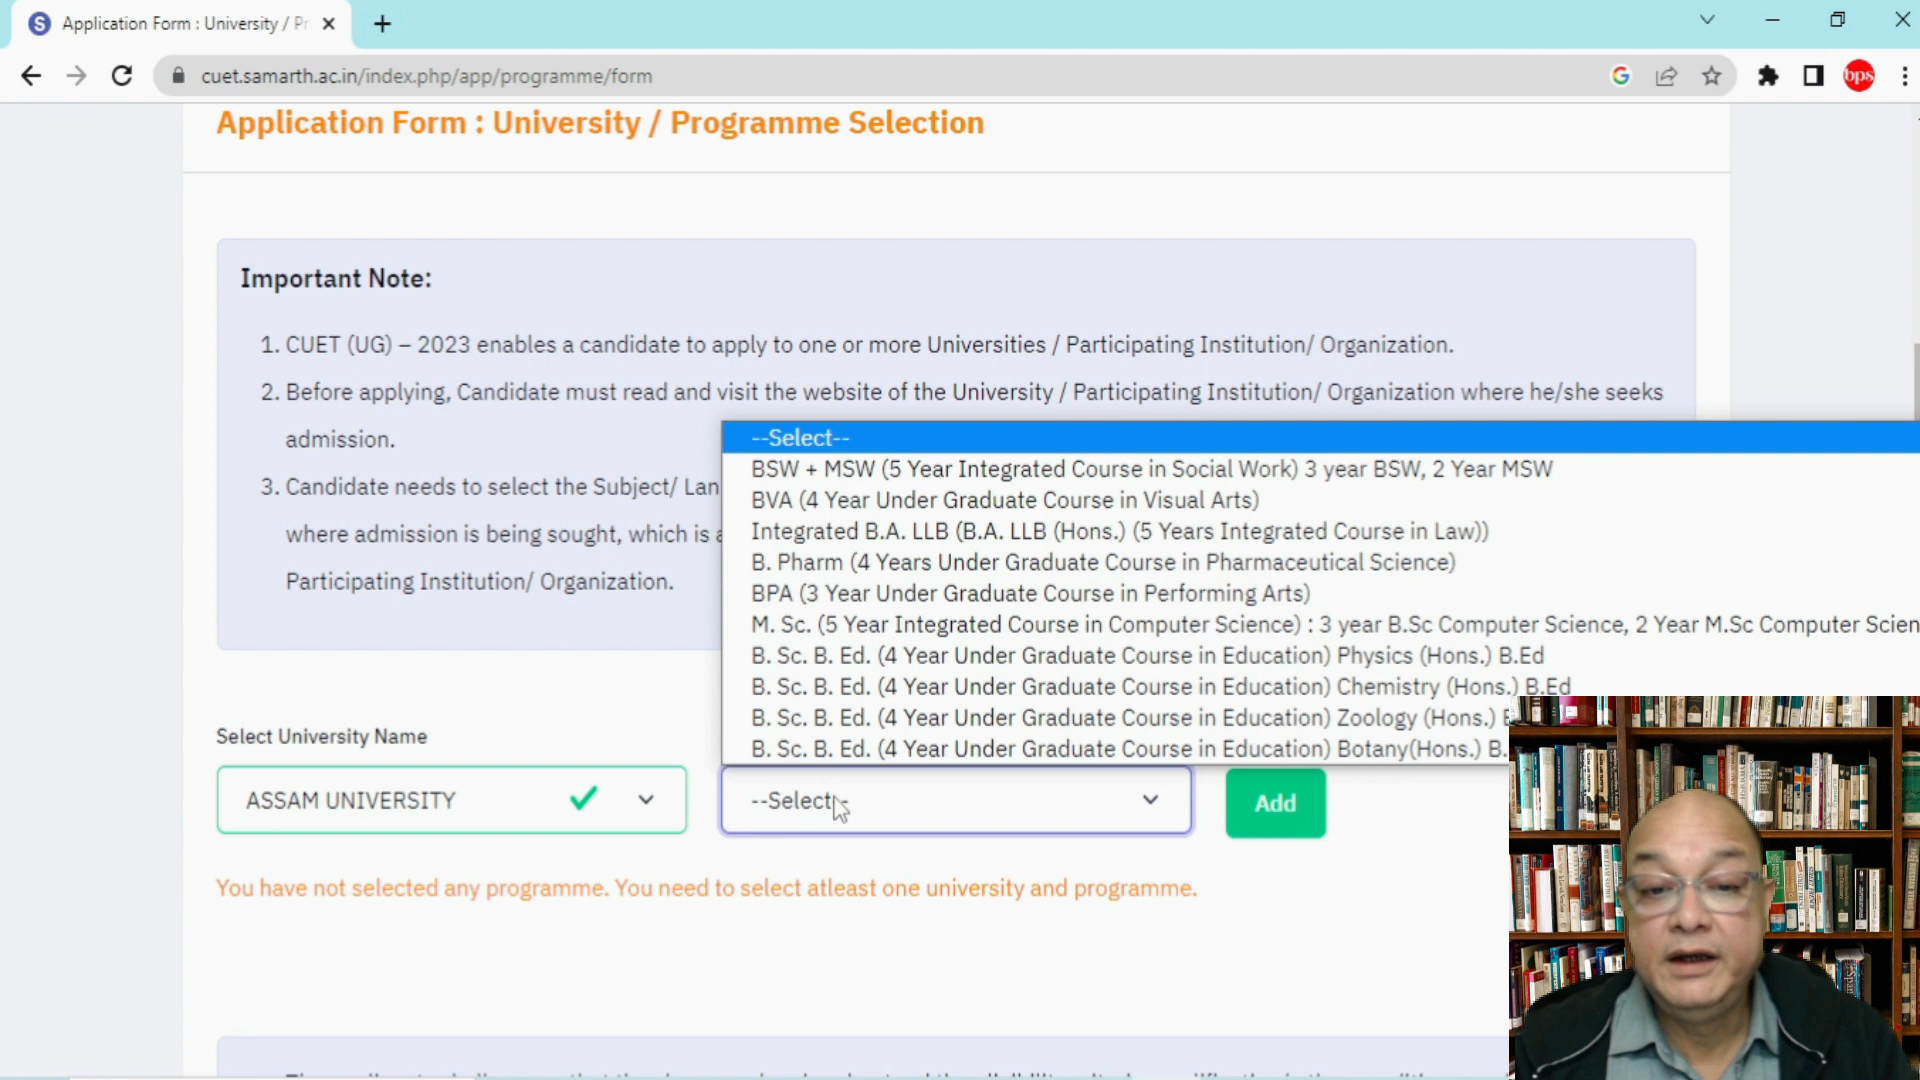 Application Form : University / Pr
cuet.samarth.ac.in/index.php/app/programme/form
bps
Application Form : University / Programme Selection
Important Note:
1. CUET (UG) – 2023 enables a candidate to apply to one or more Universities / Participating Institution/ Organization.
2. Before applying, Candidate must read and visit the website of the University / Participating Institution/ Organization where he/she seeks
admission.
3. Candidate needs to select the Subject/ Lan
where admission is being sought, which is a
Participating Institution/ Organization.
--Select--
BSW + MSW (5 Year Integrated Course in Social Work) 3 year BSW, 2 Year MSW
BVA (4 Year Under Graduate Course in Visual Arts)
Integrated B.A. LLB (B.A. LLB (Hons.) (5 Years Integrated Course in Law))
B. Pharm (4 Years Under Graduate Course in Pharmaceutical Science)
BPA (3 Year Under Graduate Course in Performing Arts)
M. Sc. (5 Year Integrated Course in Computer Science) : 3 year B.Sc Computer Science, 2 Year M.Sc Computer Scien
B. Sc. B. Ed. (4 Year Under Graduate Course in Education) Physics (Hons.) B.Ed
B. Sc. B. Ed. (4 Year Under Graduate Course in Education) Chemistry (Hons.) B.Ed
B. Sc. B. Ed. (4 Year Under Graduate Course in Education) Zoology (Hons.)
B. Sc. B. Ed. (4 Year Under Graduate Course in Education) Botany(Hons.) B.
Select University Name
ASSAM UNIVERSITY
--Select--
Add
You have not selected any programme. You need to select atleast one university and programme.